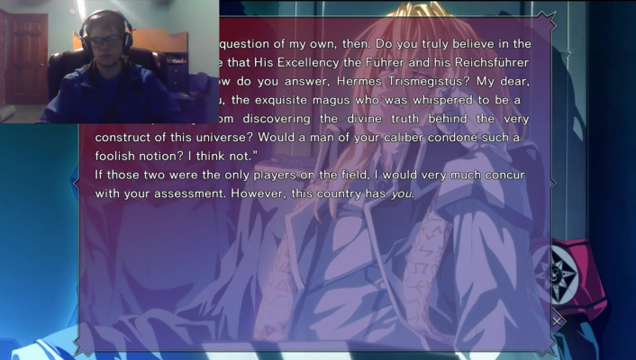 question of my own, then. Do you truly believe in the
that His Excellency the Führer and his Reichsführer
do you answer, Hermes Trismegistus? My dear,
the exquisite magus who was whispered to be a
discovering the divine truth behind the very
construct of this universe? Would a man of your caliber condone such a
foolish notion? I think not."
If those two were the only players on the field, I would very much concur
with your assessment. However, this country has you.